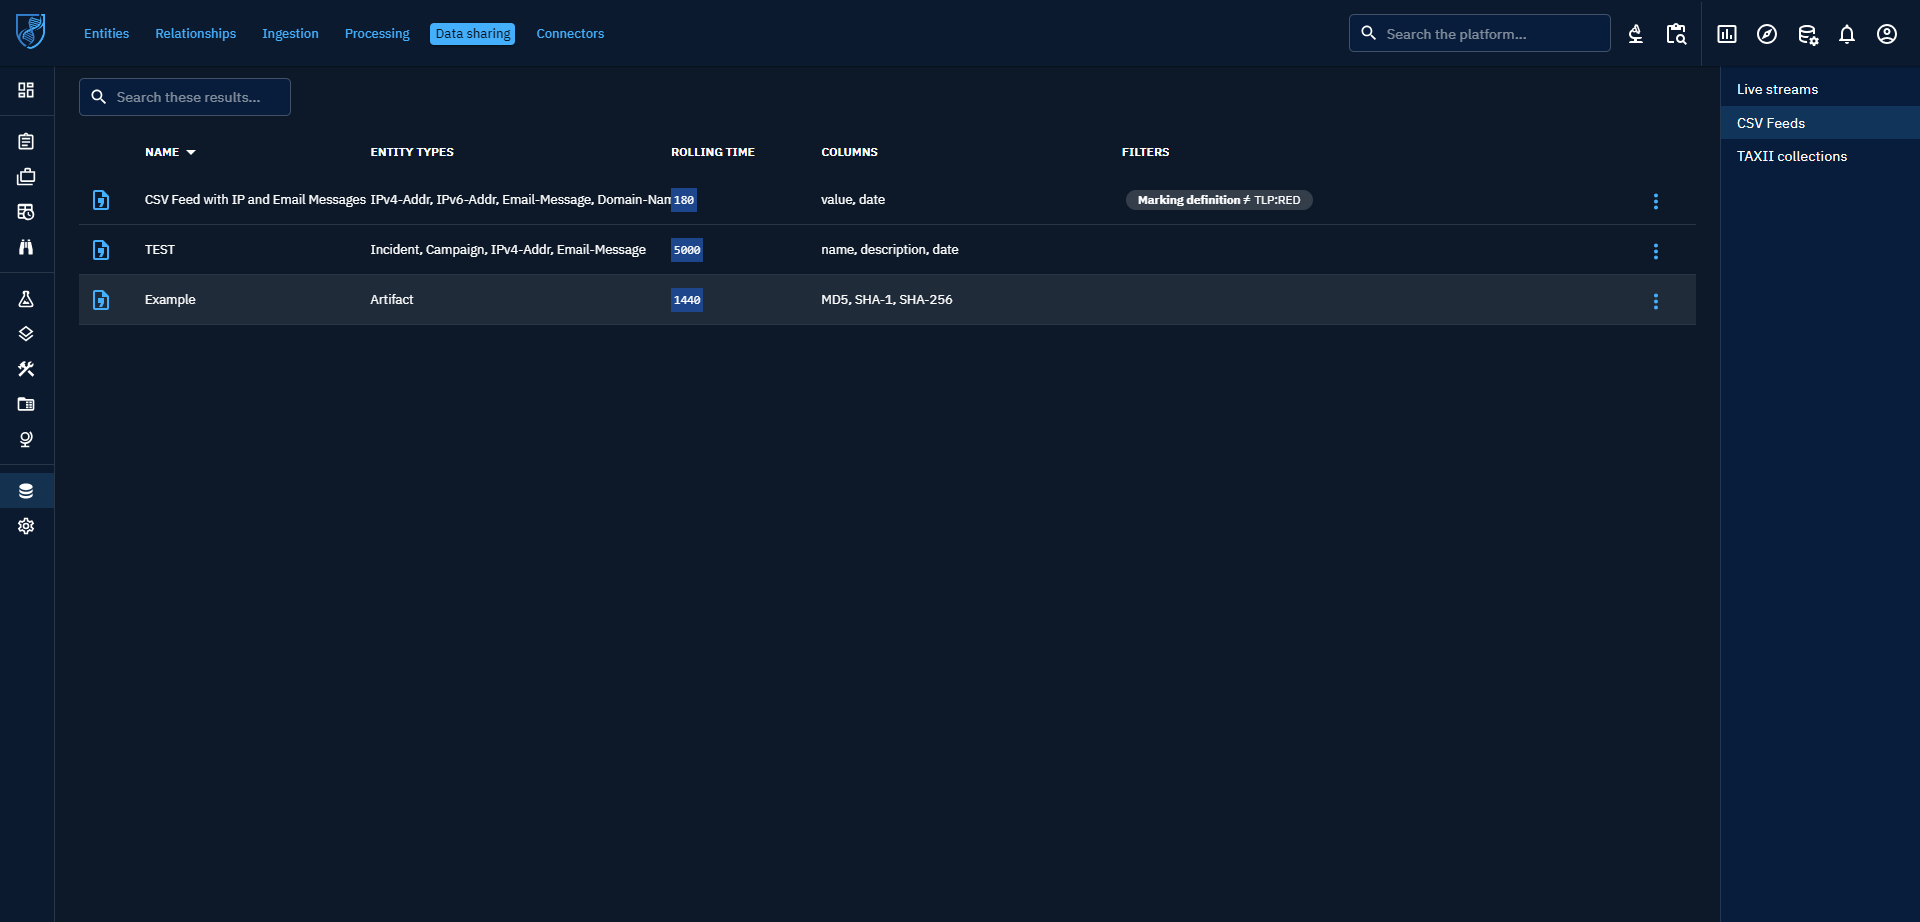 Entities Relationships Ingestion Processing Data sharing Connectors Search the platform...
Search these results...
Live streams
CSV Feeds
TAXII collections
NAME ENTITY TYPES ROLLING TIME COLUMNS FILTERS
CSV Feed with IP and Email Messages IPv4-Addr, IPv6-Addr, Email-Message, Domain-Nam 180 value, date Marking definition ≠ TLP:RED
TEST Incident, Campaign, IPv4-Addr, Email-Message 5000 name, description, date
Example Artifact 1440 MD5, SHA-1, SHA-256